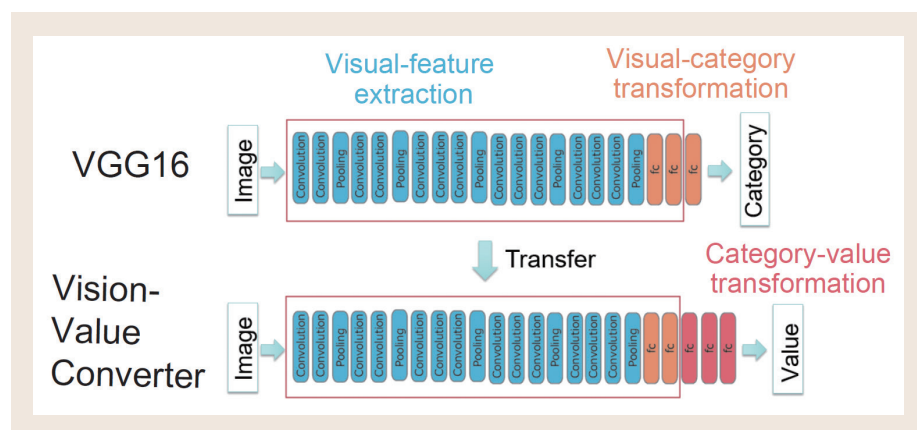 Visual-feature
extraction
Visual-category
transformation
VGG16
Image
Convolution
Convolution
Pooling
Convolution
Convolution
Pooling
Convolution
Convolution
Convolution
Pooling
Convolution
Convolution
Convolution
Pooling
Convolution
Convolution
Convolution
Pooling
fc
fc
fc
Category
Transfer
Category-value
transformation
Vision-
Value
Converter
Image
Convolution
Convolution
Pooling
Convolution
Convolution
Pooling
Convolution
Convolution
Convolution
Pooling
Convolution
Convolution
Convolution
Pooling
Convolution
Convolution
Convolution
Pooling
fc
fc
fc
fc
fc
Value